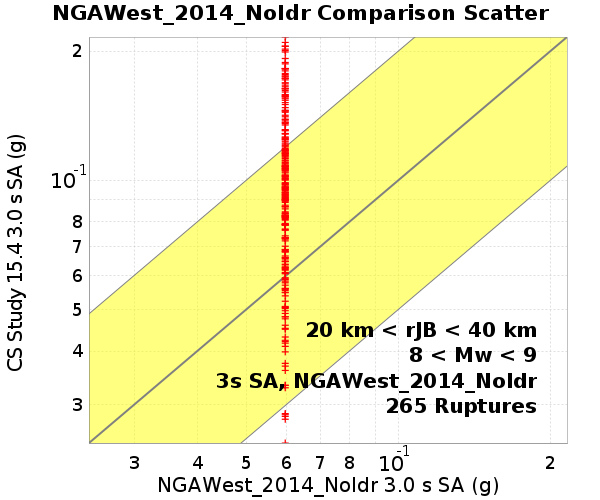 NGAWest_2014_NoIdr Comparison Scatter
CS Study 15.4 3.0 s SA (g)
2
10⁻¹
8
7
6
5
4
3
20 km < rJB < 40 km
8 < Mw < 9
3s SA, NGAWest_2014_NoIdr
265 Ruptures
3 4 5 6 7 8 10⁻¹ 2
NGAWest_2014_NoIdr 3.0 s SA (g)